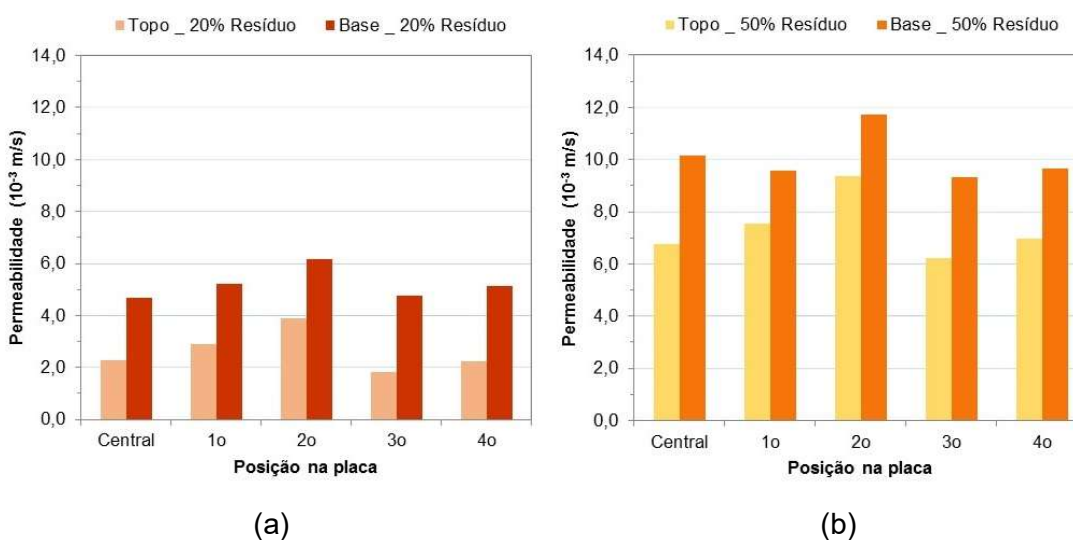 Topo _ 20% Resíduo Base _ 20% Resíduo
14,0
12,0
10,0
8,0
6,0
4,0
2,0
0,0
Permeabilidade (10⁻³ m/s)
Central 1o 2o 3o 4o
Posição na placa
(a)
Topo _ 50% Resíduo Base _ 50% Resíduo
14,0
12,0
10,0
8,0
6,0
4,0
2,0
0,0
Permeabilidade (10⁻³ m/s)
Central 1o 2o 3o 4o
Posição na placa
(b)